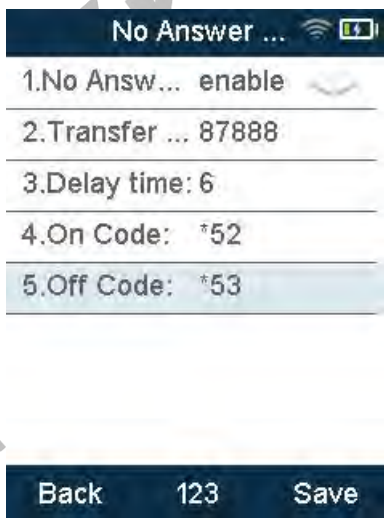 No Answer ...
1.No Answ... enable
2.Transfer ... 87888
3.Delay time: 6
4.On Code: *52
5.Off Code: *53
Back 123 Save